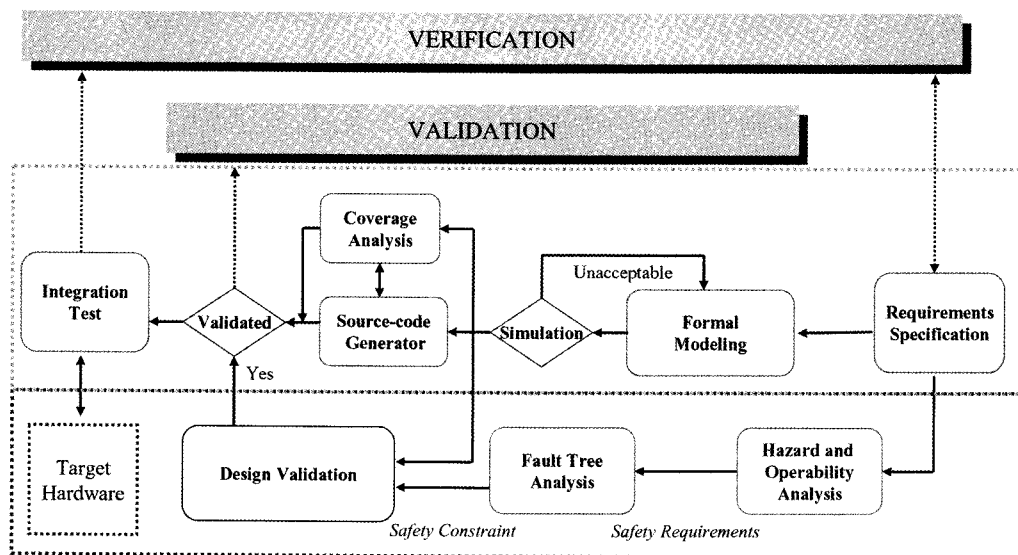 VERIFICATION
VALIDATION
Coverage
Analysis
Unacceptable
Integration
Test
Validated
Source-code
Generator
Simulation
Formal
Modeling
Requirements
Specification
Yes
Target
Hardware
Design Validation
Fault Tree
Analysis
Hazard and
Operability
Analysis
Safety Constraint
Safety Requirements